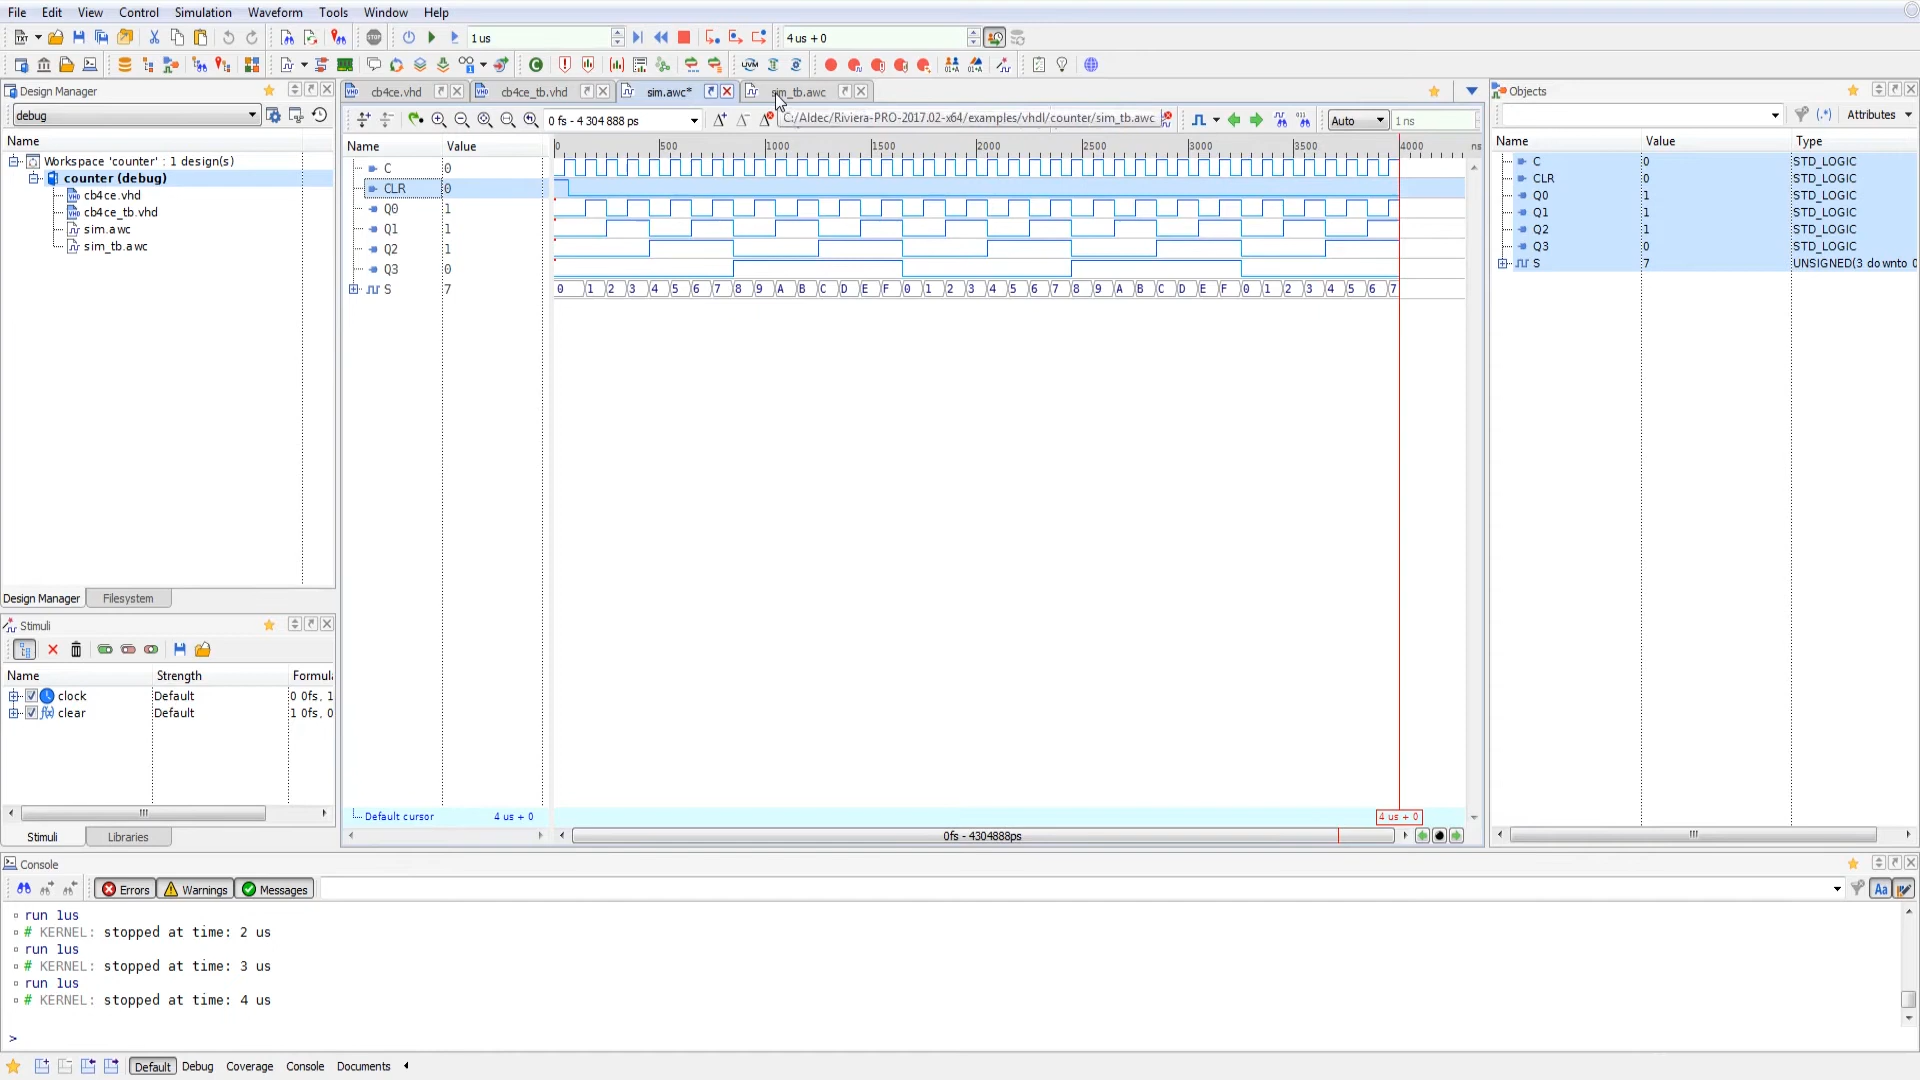 File Edit View Control Simulation Waveform Tools Window Help
1 us
4 us + 0
Design Manager
debug
Name
Workspace 'counter' : 1 design(s)
counter (debug)
cb4ce.vhd
cb4ce_tb.vhd
sim.awc
sim_tb.awc
Design Manager Filesystem
Stimuli
Name Strength Formul
clock Default 0 0fs, 1
clear Default 1 0fs, 0
Stimuli Libraries
cb4ce.vhd cb4ce_tb.vhd sim.awc* sim_tb.awc
0 fs - 4 304 888 ps
C:/Aldec/Riviera-PRO-2017.02-x64/examples/vhdl/counter/sim_tb.awc
Auto 1 ns
Name Value 0 500 1000 1500 2000 2500 3000 3500 4000 ns
C 0
CLR 0
Q0 1
Q1 1
Q2 1
Q3 0
S 7 0 1 2 3 4 5 6 7 8 9 A B C D E F 0 1 2 3 4 5 6 7 8 9 A B C D E F 0 1 2 3 4 5 6 7
Default cursor 4 us + 0 4 us + 0
0fs - 4304888ps
Objects
Attributes
Name Value Type
C 0 STD_LOGIC
CLR 0 STD_LOGIC
Q0 1 STD_LOGIC
Q1 1 STD_LOGIC
Q2 1 STD_LOGIC
Q3 0 STD_LOGIC
S 7 UNSIGNED(3 downto 0
Console
Errors Warnings Messages
Aa
run 1us
# KERNEL: stopped at time: 2 us
run 1us
# KERNEL: stopped at time: 3 us
run 1us
# KERNEL: stopped at time: 4 us
>
Default Debug Coverage Console Documents